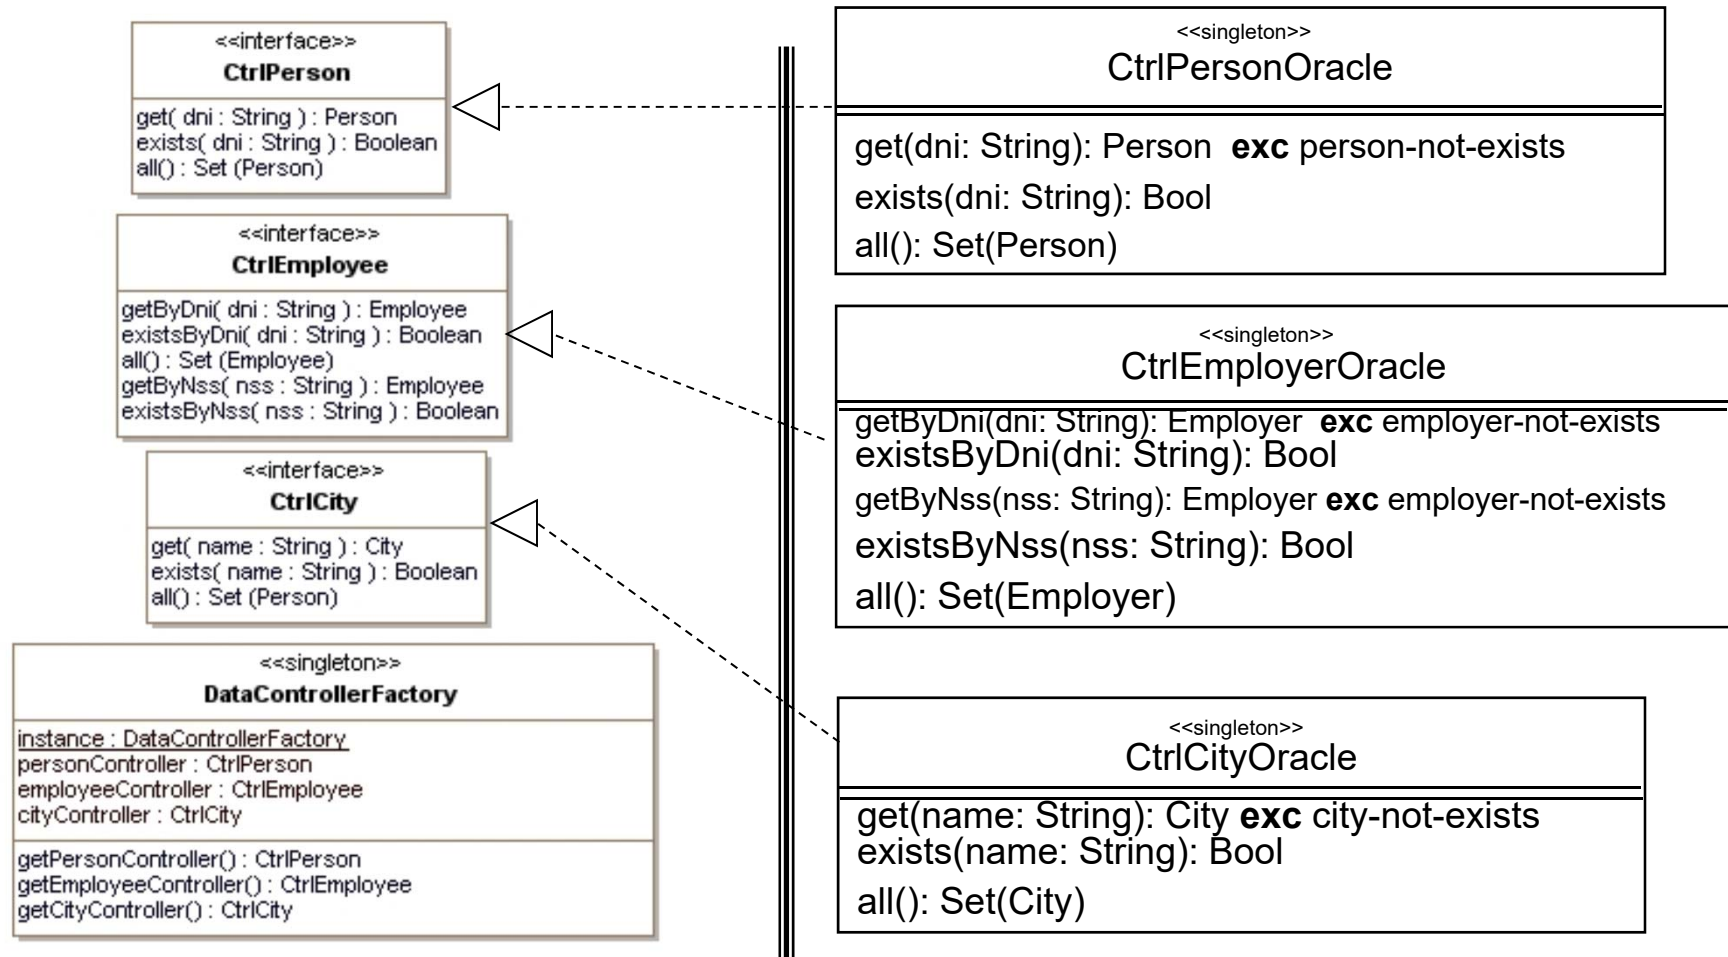 <<interface>>
CtrlPerson
get( dni : String ) : Person
exists( dni : String ) : Boolean
all() : Set (Person)
<<interface>>
CtrlEmployee
getByDni( dni : String ) : Employee
existsByDni( dni : String ) : Boolean
all() : Set (Employee)
getByNss( nss : String ) : Employee
existsByNss( nss : String ) : Boolean
<<interface>>
CtrlCity
get( name : String ) : City
exists( name : String ) : Boolean
all() : Set (Person)
<<singleton>>
DataControllerFactory
instance : DataControllerFactory
personController : CtrlPerson
employeeController : CtrlEmployee
cityController : CtrlCity
getPersonController() : CtrlPerson
getEmployeeController() : CtrlEmployee
getCityController() : CtrlCity
<<singleton>>
CtrlPersonOracle
get(dni: String): Person exc person-not-exists
exists(dni: String): Bool
all(): Set(Person)
<<singleton>>
CtrlEmployerOracle
getByDni(dni: String): Employer exc employer-not-exists
existsByDni(dni: String): Bool
getByNss(nss: String): Employer exc employer-not-exists
existsByNss(nss: String): Bool
all(): Set(Employer)
<<singleton>>
CtrlCityOracle
get(name: String): City exc city-not-exists
exists(name: String): Bool
all(): Set(City)